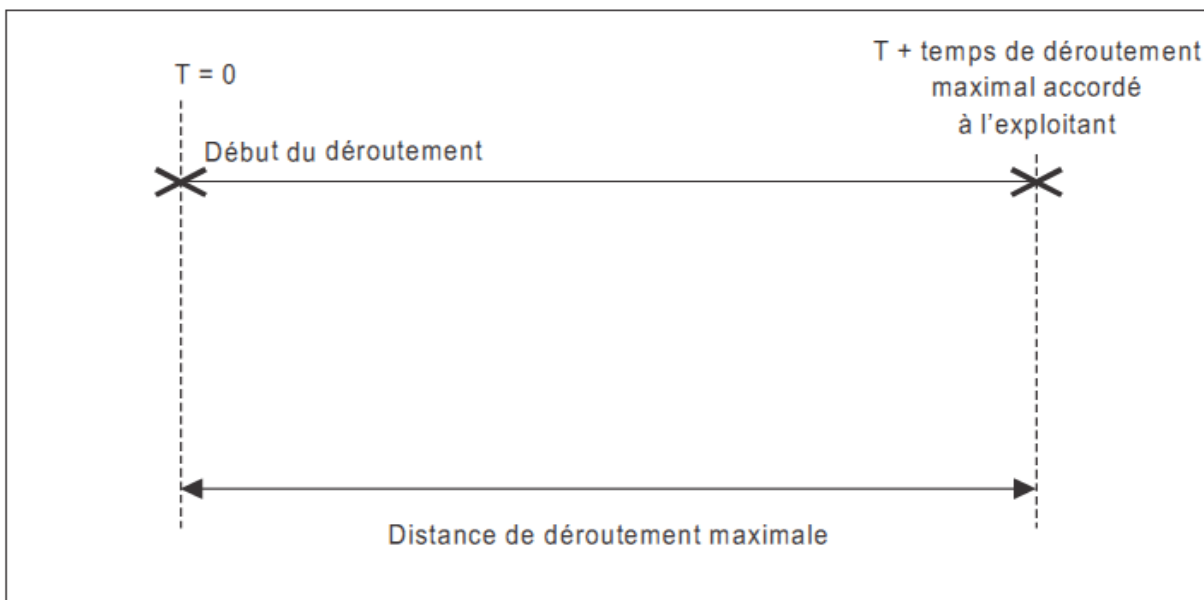 T = 0
T + temps de déroutement
maximal accordé
à l'exploitant
Début du déroutement
Distance de déroutement maximale